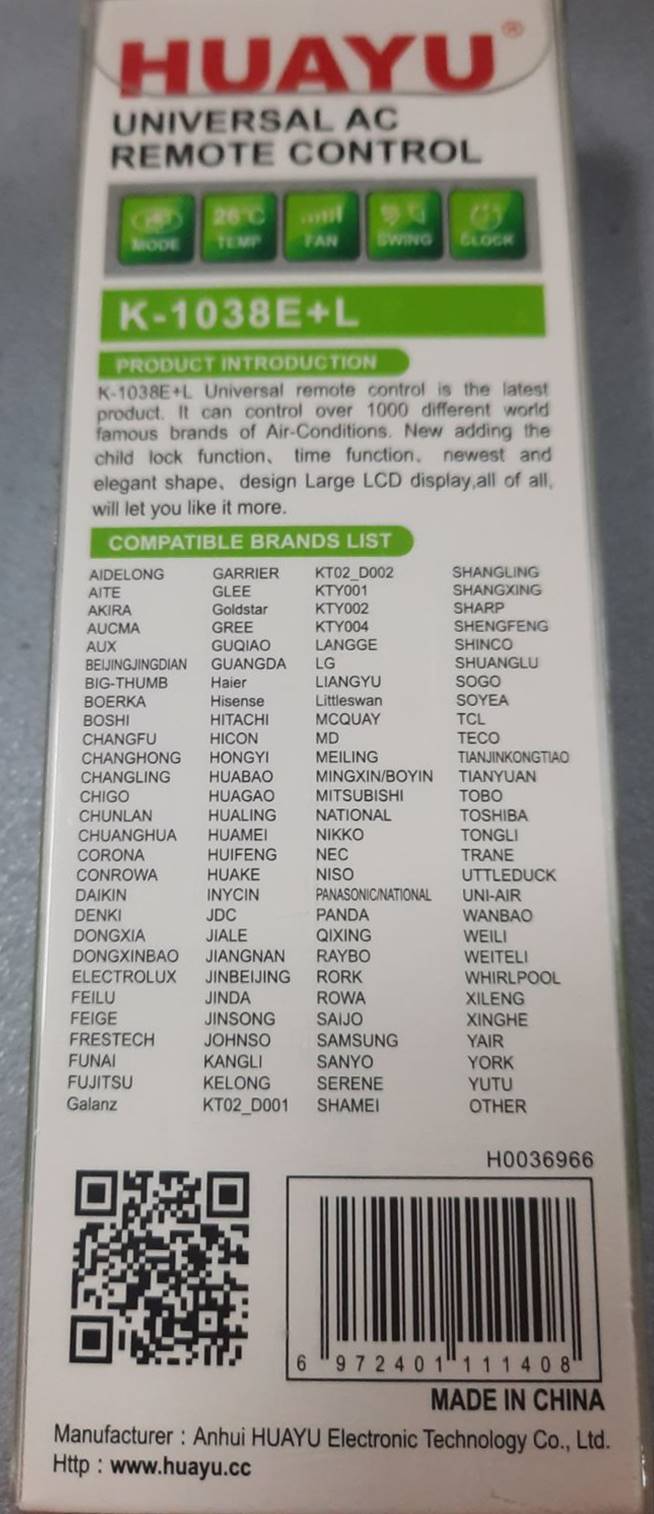 HUAYU®
UNIVERSAL AC
REMOTE CONTROL
MODE
26°C TEMP
FAN
SWING
CLOCK
K-1038E+L
PRODUCT INTRODUCTION
K-1038E+L Universal remote control is the latest
product. It can control over 1000 different world
famous brands of Air-Conditions. New adding the
child lock function、 time function、 newest and
elegant shape、 design Large LCD display,all of all,
will let you like it more.
COMPATIBLE BRANDS LIST
AIDELONG
AITE
AKIRA
AUCMA
AUX
BEIJINGJINGDIAN
BIG-THUMB
BOERKA
BOSHI
CHANGFU
CHANGHONG
CHANGLING
CHIGO
CHUNLAN
CHUANGHUA
CORONA
CONROWA
DAIKIN
DENKI
DONGXIA
DONGXINBAO
ELECTROLUX
FEILU
FEIGE
FRESTECH
FUNAI
FUJITSU
Galanz
GARRIER
GLEE
Goldstar
GREE
GUQIAO
GUANGDA
Haier
Hisense
HITACHI
HICON
HONGYI
HUABAO
HUAGAO
HUALING
HUAMEI
HUIFENG
HUAKE
INYCIN
JDC
JIALE
JIANGNAN
JINBEIJING
JINDA
JINSONG
JOHNSO
KANGLI
KELONG
KT02_D001
KT02_D002
KTY001
KTY002
KTY004
LANGGE
LG
LIANGYU
Littleswan
MCQUAY
MD
MEILING
MINGXIN/BOYIN
MITSUBISHI
NATIONAL
NIKKO
NEC
NISO
PANASONIC/NATIONAL
PANDA
QIXING
RAYBO
RORK
ROWA
SAIJO
SAMSUNG
SANYO
SERENE
SHAMEI
SHANGLING
SHANGXING
SHARP
SHENGFENG
SHINCO
SHUANGLU
SOGO
SOYEA
TCL
TECO
TIANJINKONGTIAO
TIANYUAN
TOBO
TOSHIBA
TONGLI
TRANE
UTTLEDUCK
UNI-AIR
WANBAO
WEILI
WEITELI
WHIRLPOOL
XILENG
XINGHE
YAIR
YORK
YUTU
OTHER
H0036966
6 972401 111408
MADE IN CHINA
Manufacturer : Anhui HUAYU Electronic Technology Co., Ltd.
Http : www.huayu.cc